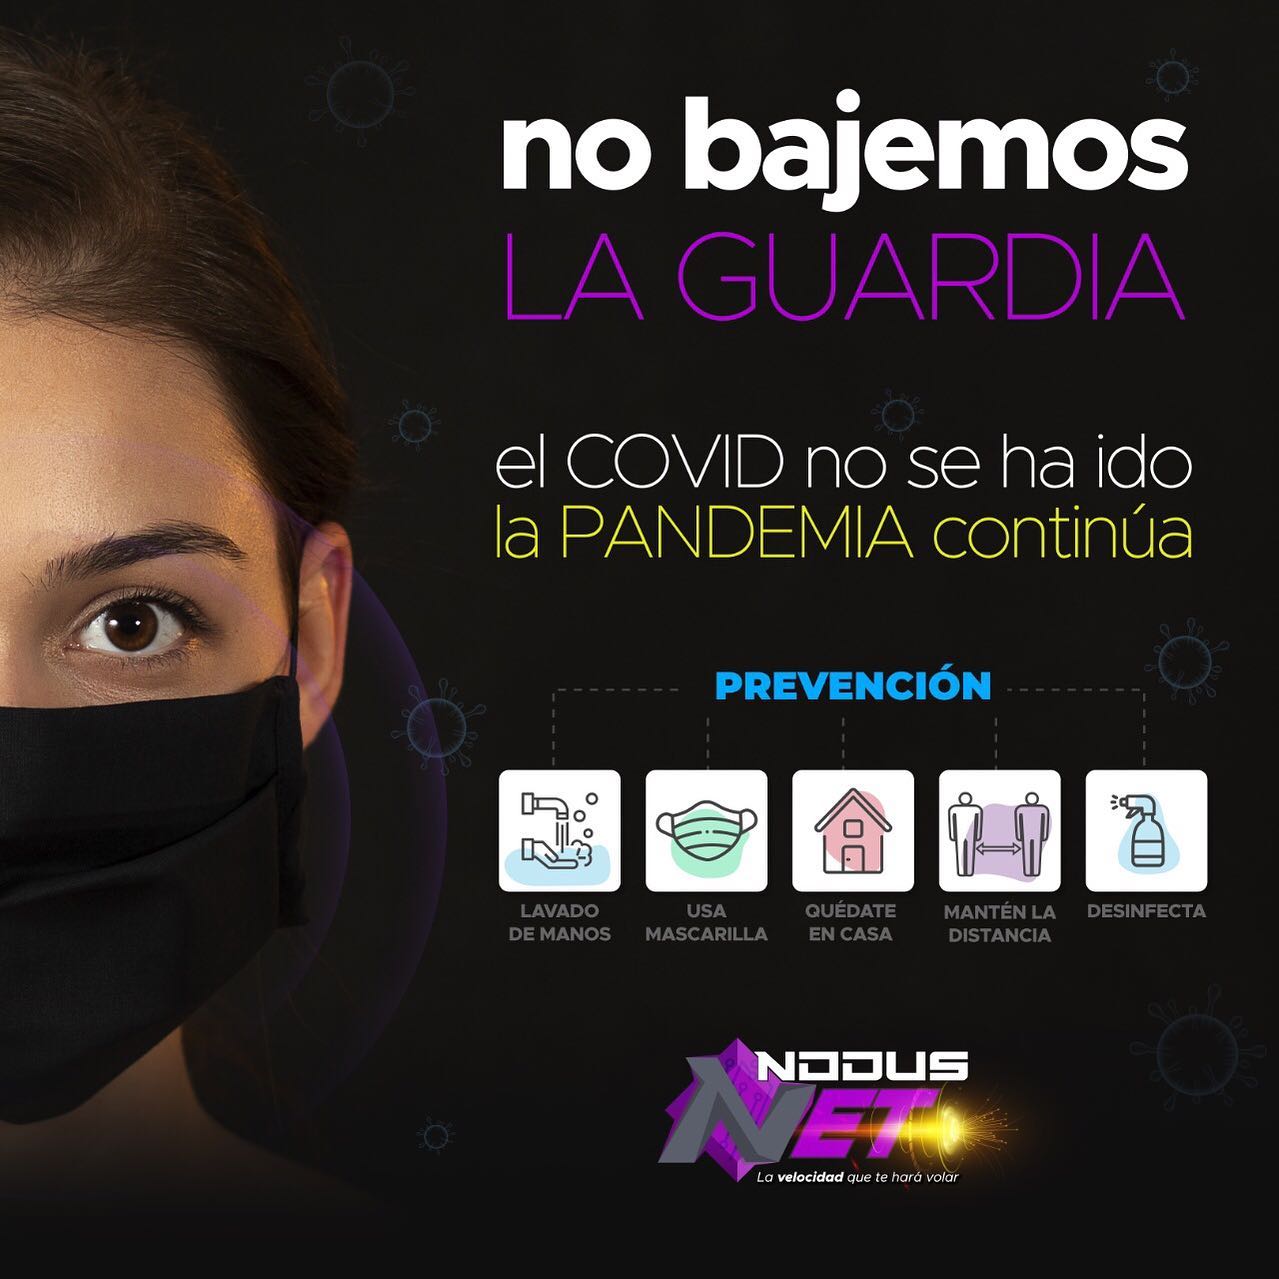 no bajemos
LA GUARDIA
el COVID no se ha ido
la PANDEMIA continúa
PREVENCIÓN
LAVADO
DE MANOS
USA
MASCARILLA
QUÉDATE
EN CASA
MANTÉN LA
DISTANCIA
DESINFECTA
NODUS
NET
La velocidad que te hará volar